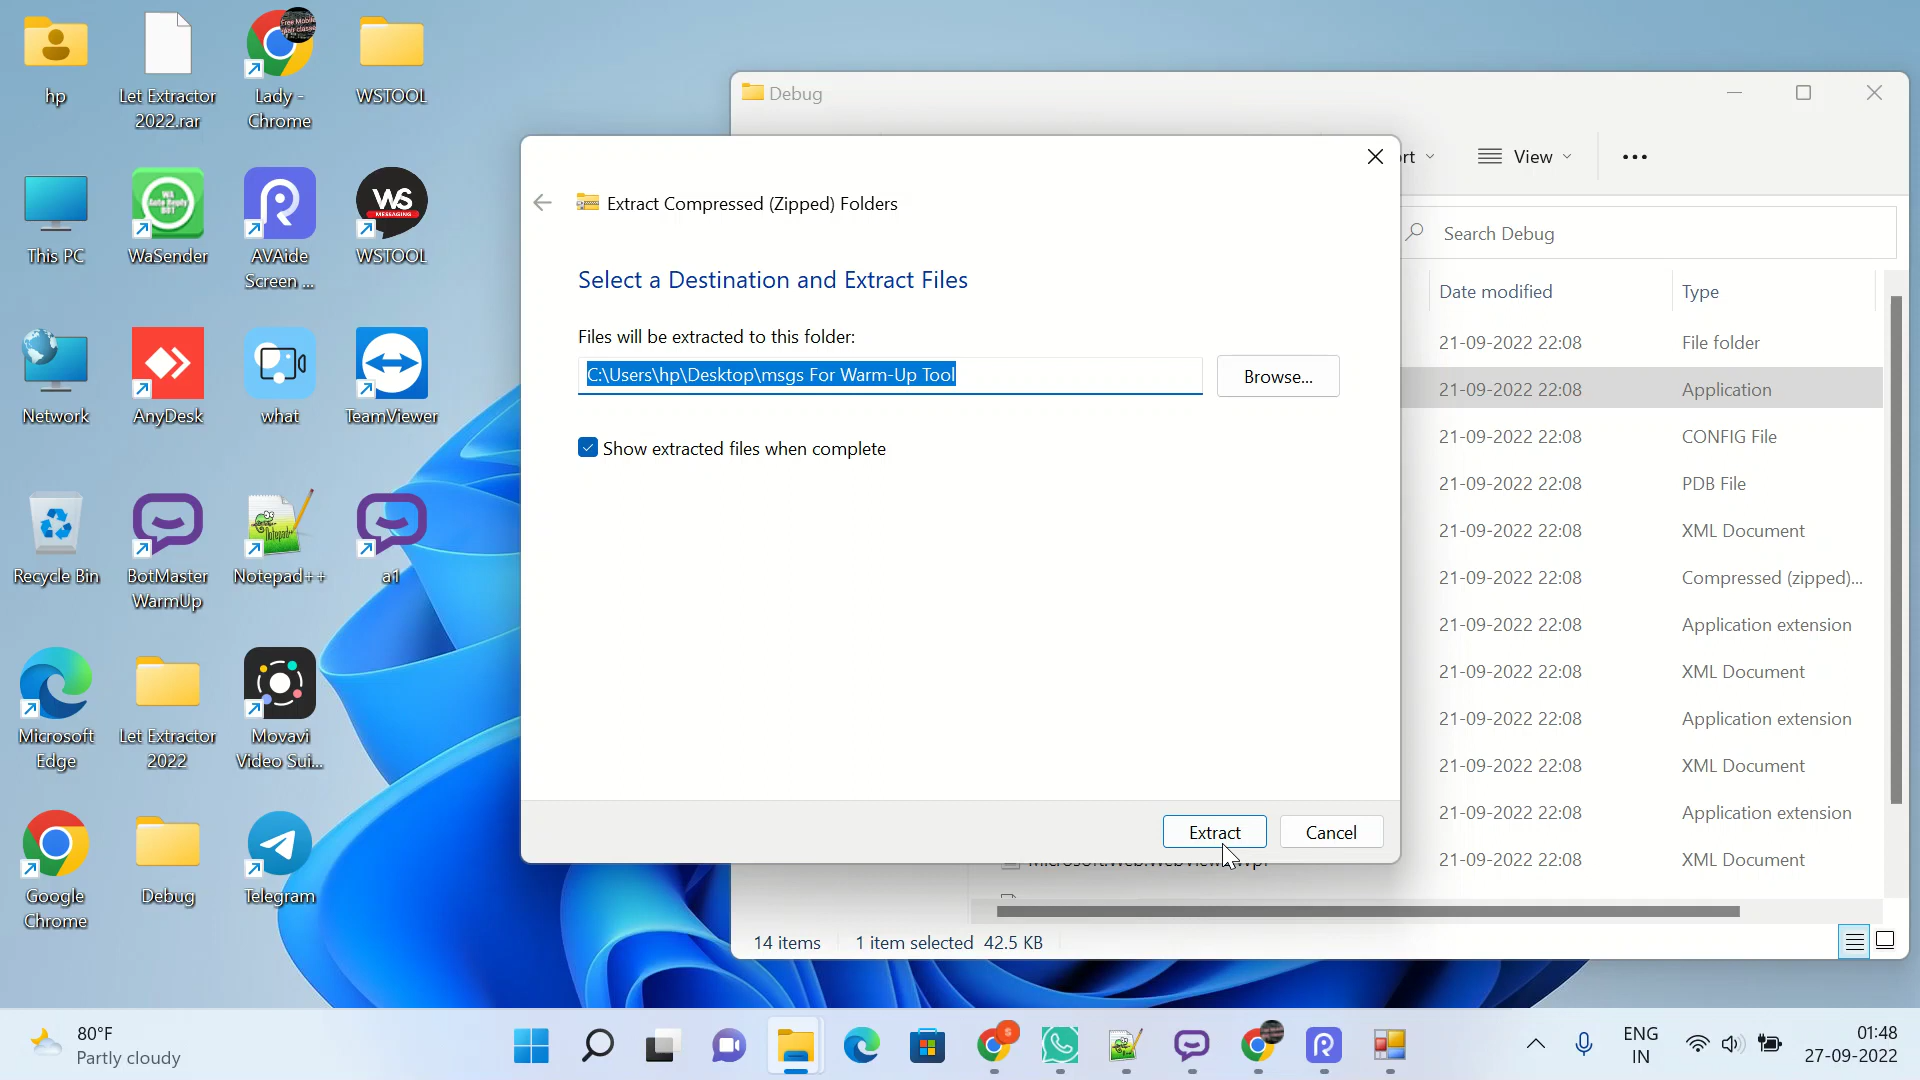 hp
Let Extractor
2022.rar
Free Mobile
Lady -
Chrome
WSTOOL
This PC
WA
Auto Reply
BOT
WaSender
AVAide
Screen ...
WS
MESSAGING
WSTOOL
Network
AnyDesk
what
TeamViewer
Recycle Bin
BotMaster
WarmUp
Notepad++
a1
Microsoft
Edge
Let Extractor
2022
Movavi
Video Sui...
Google
Chrome
Debug
Telegram
Debug
rt
View
Search Debug
Date modified
Type
21-09-2022 22:08 File folder
21-09-2022 22:08 Application
21-09-2022 22:08 CONFIG File
21-09-2022 22:08 PDB File
21-09-2022 22:08 XML Document
21-09-2022 22:08 Compressed (zipped)...
21-09-2022 22:08 Application extension
21-09-2022 22:08 XML Document
21-09-2022 22:08 Application extension
21-09-2022 22:08 XML Document
21-09-2022 22:08 Application extension
21-09-2022 22:08 XML Document
14 items 1 item selected 42.5 KB
Extract Compressed (Zipped) Folders
Select a Destination and Extract Files
Files will be extracted to this folder:
C:\Users\hp\Desktop\msgs For Warm-Up Tool
Browse...
Show extracted files when complete
Extract
Cancel
80°F
Partly cloudy
ENG
IN
01:48
27-09-2022